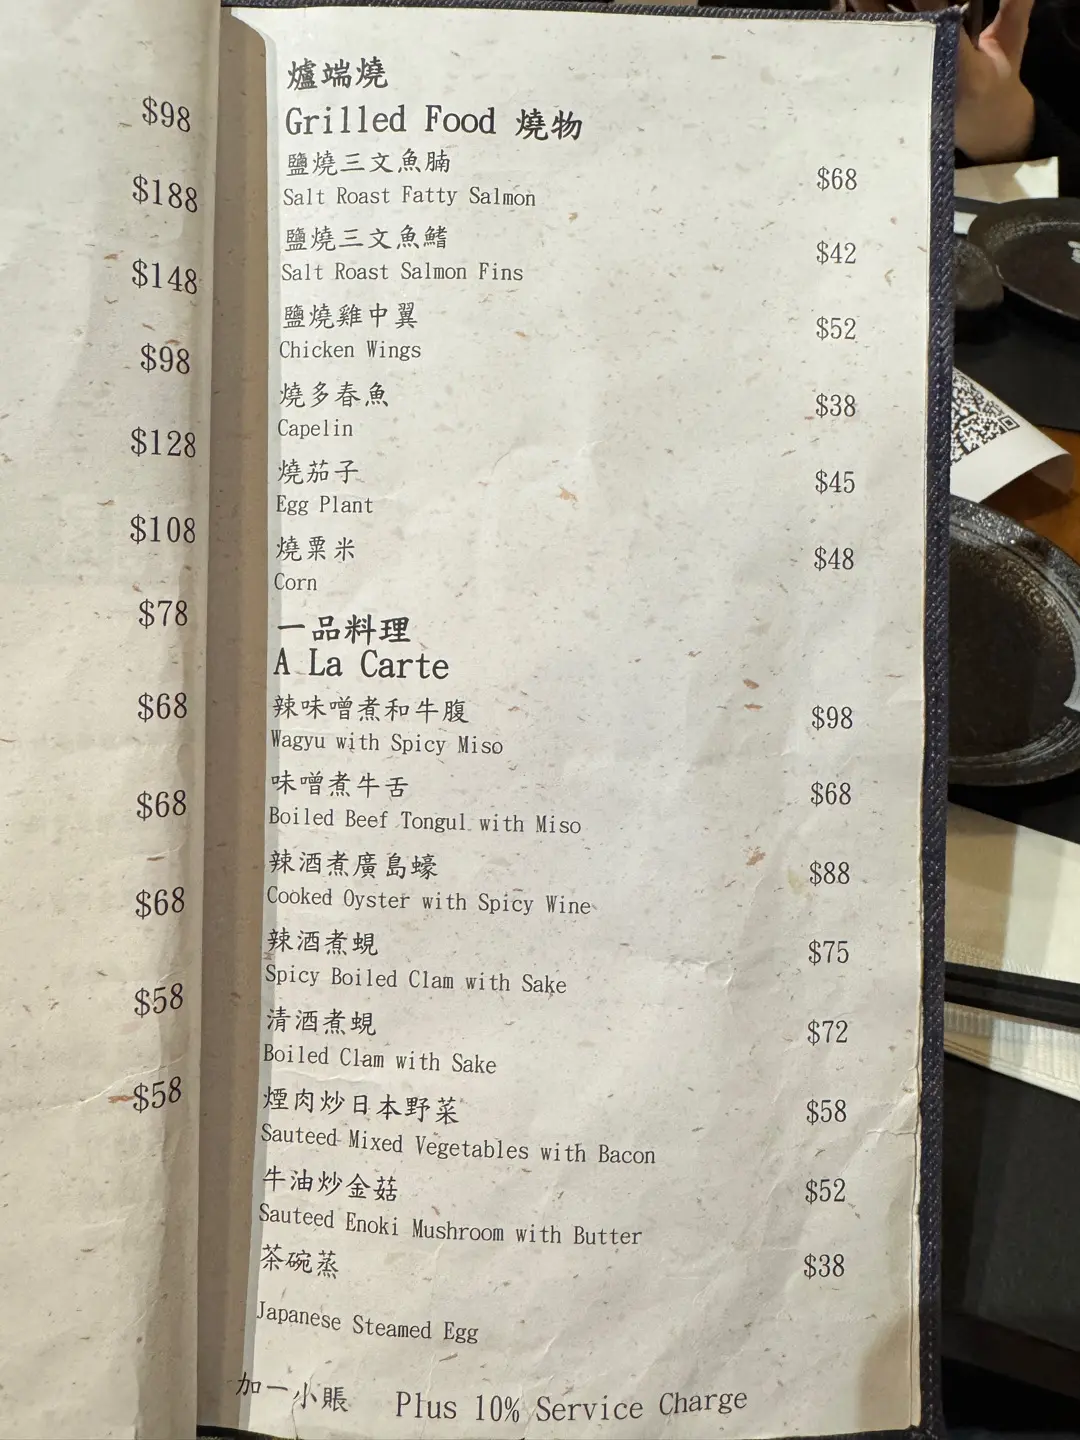 $98
$188
$148
$98
$128
$108
$78
$68
$68
$68
$58
$58
爐端燒
Grilled Food 燒物
鹽燒三文魚腩
Salt Roast Fatty Salmon
$68
鹽燒三文魚鰭
Salt Roast Salmon Fins
$42
鹽燒雞中翼
Chicken Wings
$52
燒多春魚
Capelin
$38
燒茄子
Egg Plant
$45
燒粟米
Corn
$48
一品料理
A La Carte
辣味噌煮和牛腹
Wagyu with Spicy Miso
$98
味噌煮牛舌
Boiled Beef Tongul with Miso
$68
辣酒煮廣島蠔
Cooked Oyster with Spicy Wine
$88
辣酒煮蜆
Spicy Boiled Clam with Sake
$75
清酒煮蜆
Boiled Clam with Sake
$72
煙肉炒日本野菜
Sauteed Mixed Vegetables with Bacon
$58
牛油炒金菇
Sauteed Enoki Mushroom with Butter
$52
茶碗蒸
Japanese Steamed Egg
$38
加一小賬 Plus 10% Service Charge